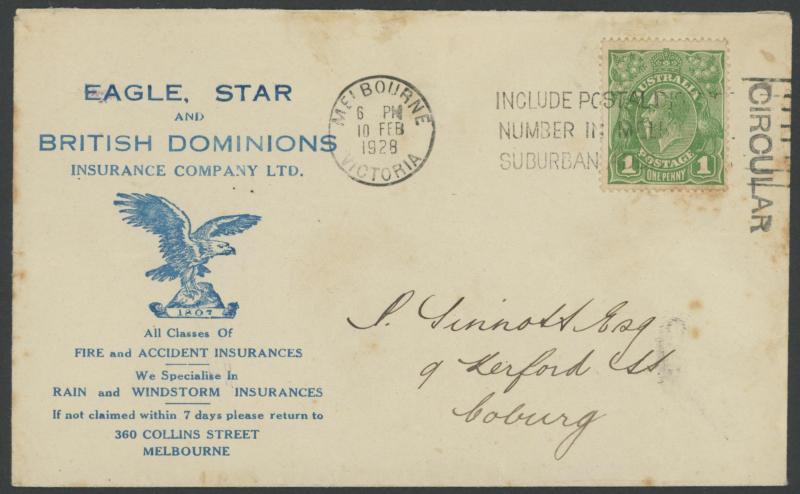 EAGLE, STAR
AND
BRITISH DOMINIONS
INSURANCE COMPANY LTD.
1807
All Classes Of
FIRE and ACCIDENT INSURANCES
We Specialise In
RAIN and WINDSTORM INSURANCES
If not claimed within 7 days please return to
360 COLLINS STREET
MELBOURNE
MELBOURNE
6 PM
10 FEB
1928
VICTORIA
INCLUDE POSTAL
NUMBER IN
SUBURBAN
AUSTRALIA
1 POSTAGE 1
ONE PENNY
CIRCULAR
Sinnott Esq
9 Kerford St
Coburg